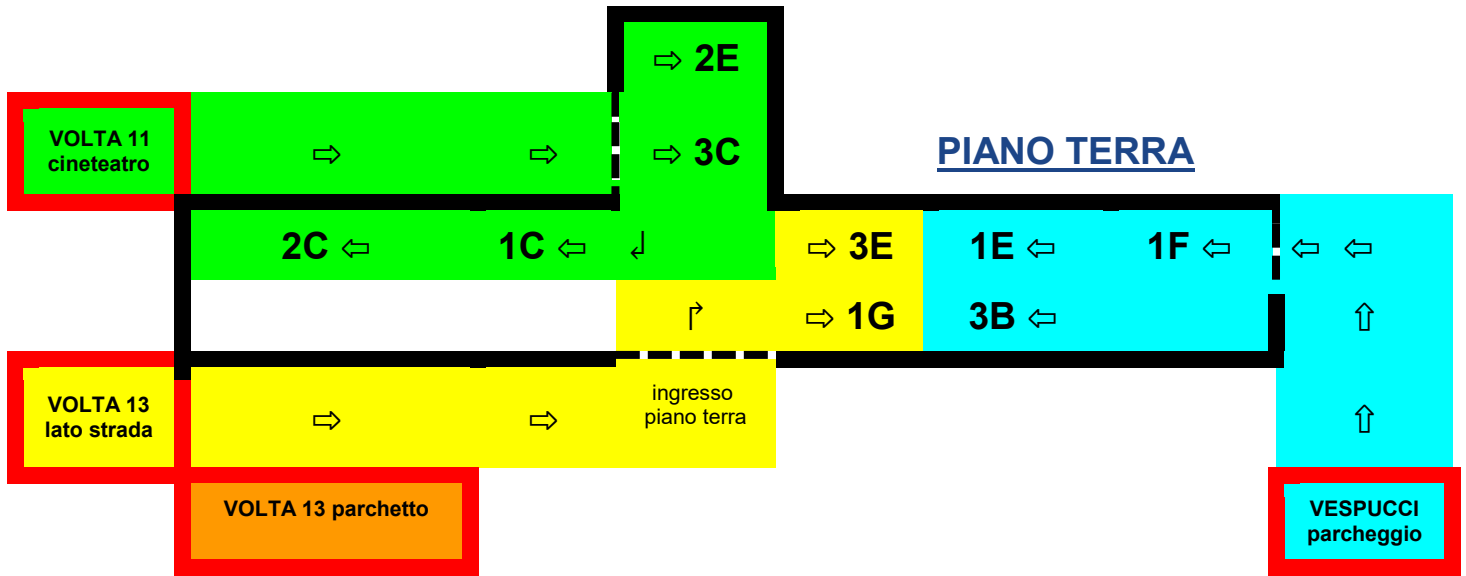 ⇨ 2E
VOLTA 11
cineteatro
⇨
⇨
⇨ 3C
PIANO TERRA
2C ⇦
1C ⇦
↲
⇨ 3E
1E ⇦
1F ⇦
⇦
⇦
↱
⇨ 1G
3B ⇦
⇧
VOLTA 13
lato strada
⇨
⇨
ingresso
piano terra
⇧
VOLTA 13 parchetto
VESPUCCI
parcheggio